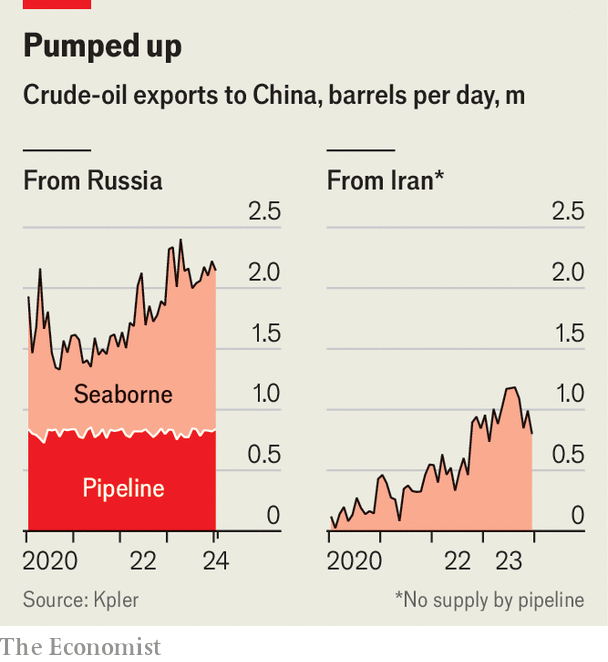 Pumped up
Crude-oil exports to China, barrels per day, m
From Russia
2.5
2.0
1.5
1.0
0.5
0
Seaborne
Pipeline
2020 22 24
From Iran*
2.5
2.0
1.5
1.0
0.5
0
2020 22 23
Source: Kpler
*No supply by pipeline
The Economist